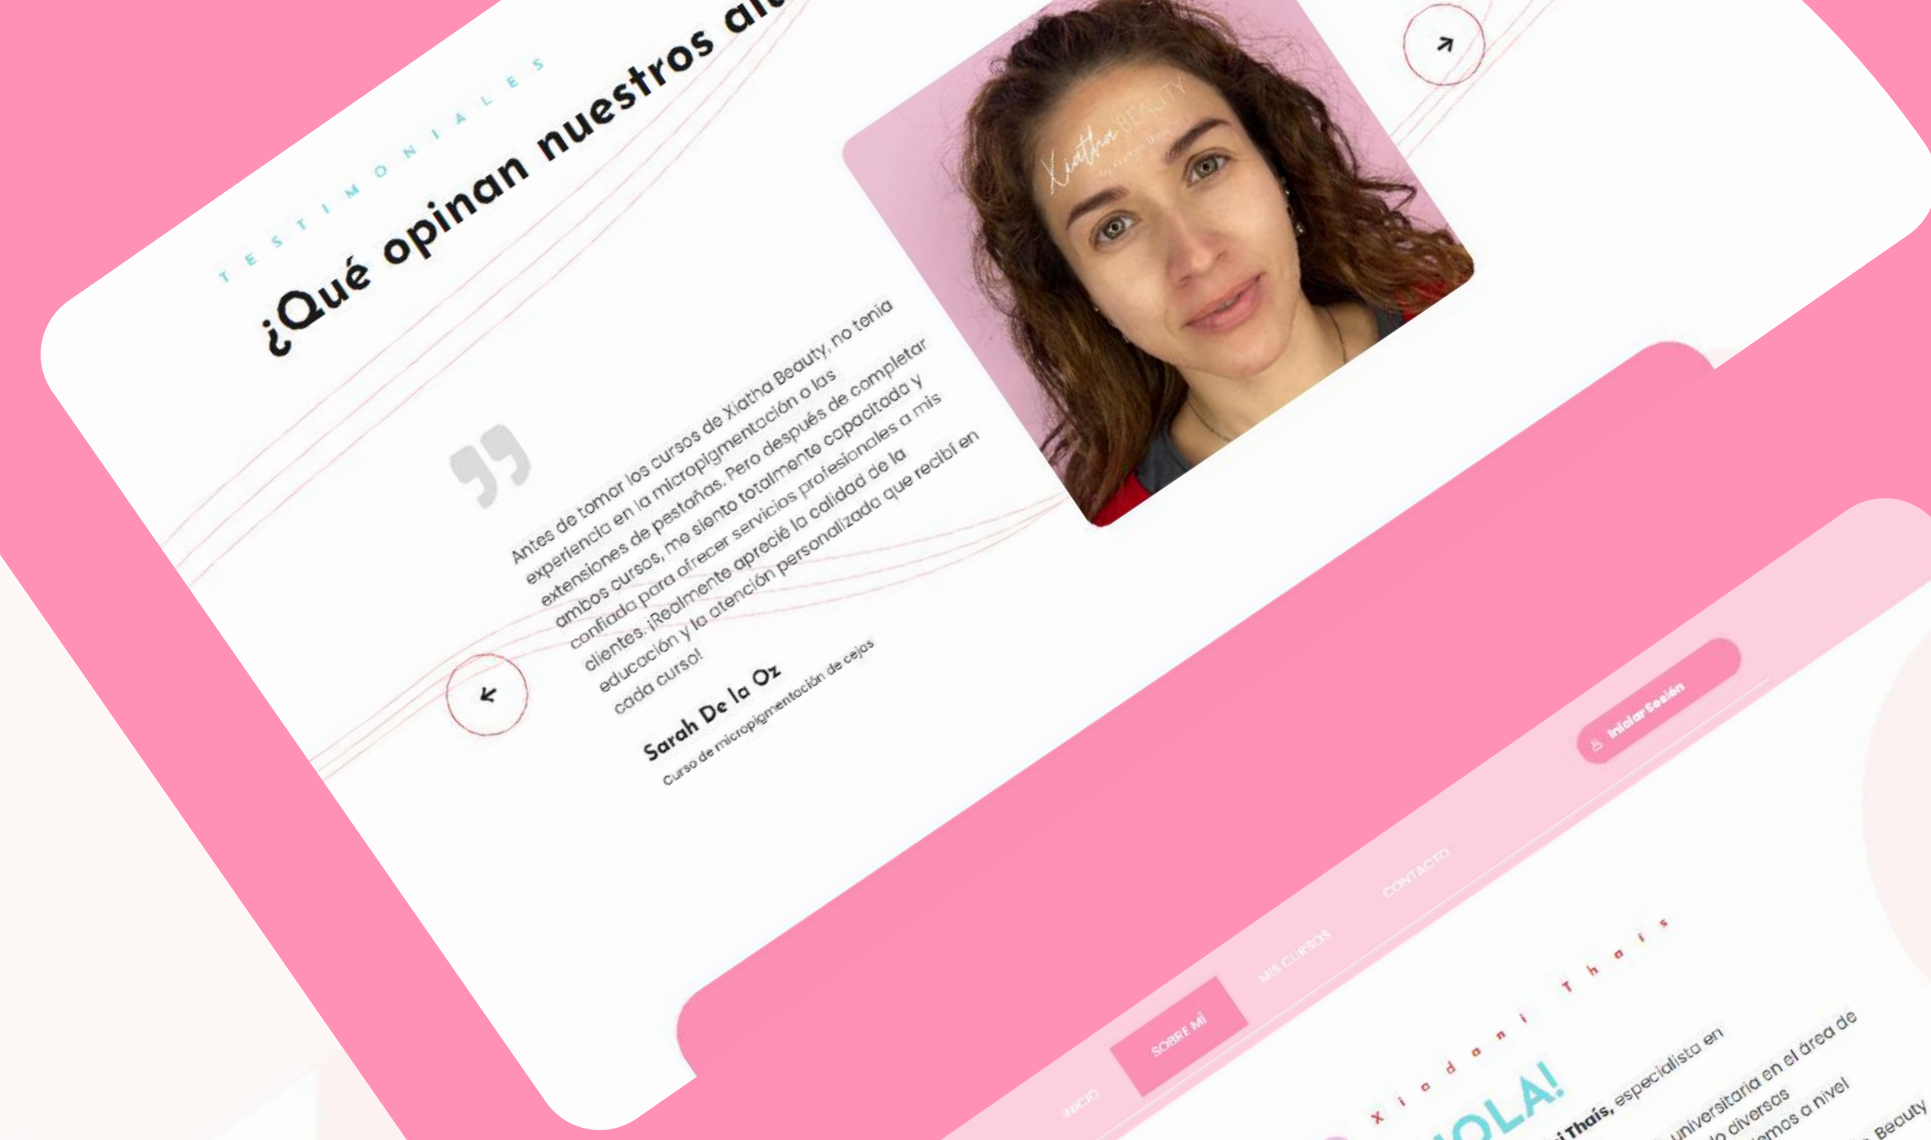 TESTIMONIALES
¿Qué opinan nuestros
Xiatha BEAUTY
Antes de tomar los cursos de Xiatha Beauty, no tenía
experiencia en la micropigmentación o las
extensiones de pestañas. Pero después de completar
ambos cursos, me siento totalmente capacitada y
confiada para ofrecer servicios profesionales a mis
clientes. ¡Realmente aprecié la calidad de la
educación y la atención personalizada que recibí en
cada curso!
Sarah De la Oz
Curso de micropigmentación de cejas
INICIO
SOBRE MÍ
MIS CURSOS
CONTACTO
Iniciar Sesión
Xiadani Thaís
OLA!
Thaís, especialista en
universitaria en el área de
diversas
a nivel
Beauty